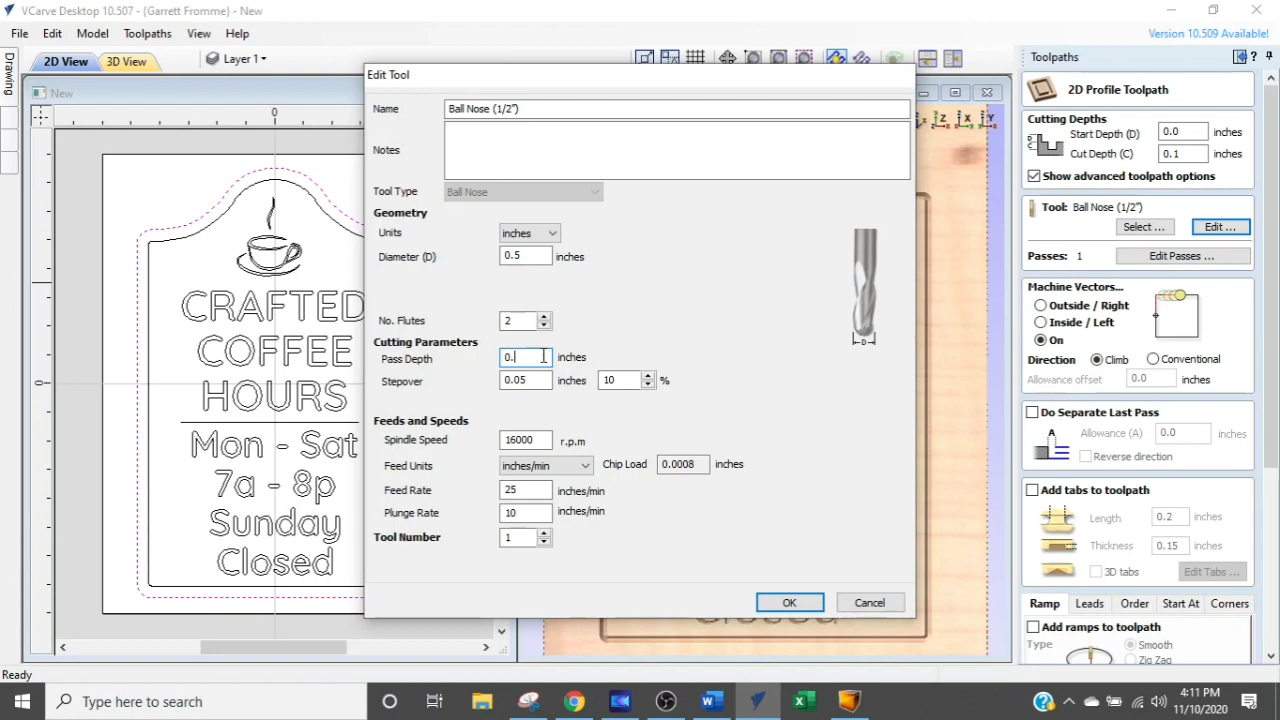 VCarve Desktop 10.507 - {Garrett Fromme} - New
File Edit Model Toolpaths View Help
Version 10.509 Available!
2D View 3D View Layer 1
Drawing
New
0
0
CRAFTED
COFFEE
HOURS
Mon - Sat
7a - 8p
Sunday
Closed
Edit Tool
Name Ball Nose (1/2")
Notes
Tool Type Ball Nose
Geometry
Units inches
Diameter (D) 0.5 inches
No. Flutes 2
D
Cutting Parameters
Pass Depth 0. inches
Stepover 0.05 inches 10 %
Feeds and Speeds
Spindle Speed 16000 r.p.m
Feed Units inches/min Chip Load 0.0008 inches
Feed Rate 25 inches/min
Plunge Rate 10 inches/min
Tool Number 1
OK Cancel
Z X Y
Closed
Toolpaths
2D Profile Toolpath
Cutting Depths
Start Depth (D) 0.0 inches
Cut Depth (C) 0.1 inches
Show advanced toolpath options
Tool: Ball Nose (1/2")
Select ... Edit ...
Passes: 1 Edit Passes ...
Machine Vectors...
Outside / Right
Inside / Left
On
Direction Climb Conventional
Allowance offset 0.0 inches
Do Separate Last Pass
A Allowance (A) 0.0 inches
Reverse direction
Add tabs to toolpath
Length 0.2 inches
Thickness 0.15 inches
3D tabs Edit Tabs ...
Ramp Leads Order Start At Corners
Add ramps to toolpath
Type Smooth
Zig Zag
Ready
Type here to search
4:11 PM
11/10/2020